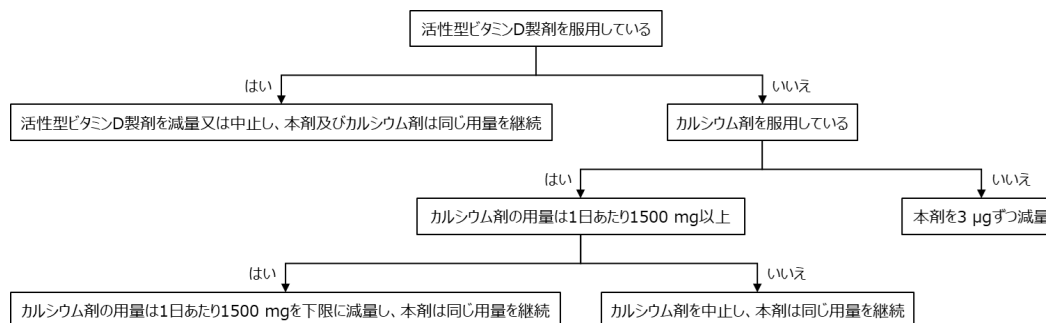 活性型ビタミンD製剤を服用している
はい
いいえ
活性型ビタミンD製剤を減量又は中止し、本剤及びカルシウム剤は同じ用量を継続
カルシウム剤を服用している
はい
いいえ
カルシウム剤の用量は1日あたり1500 mg以上
本剤を3 μgずつ減量
はい
いいえ
カルシウム剤の用量は1日あたり1500 mgを下限に減量し、本剤は同じ用量を継続
カルシウム剤を中止し、本剤は同じ用量を継続